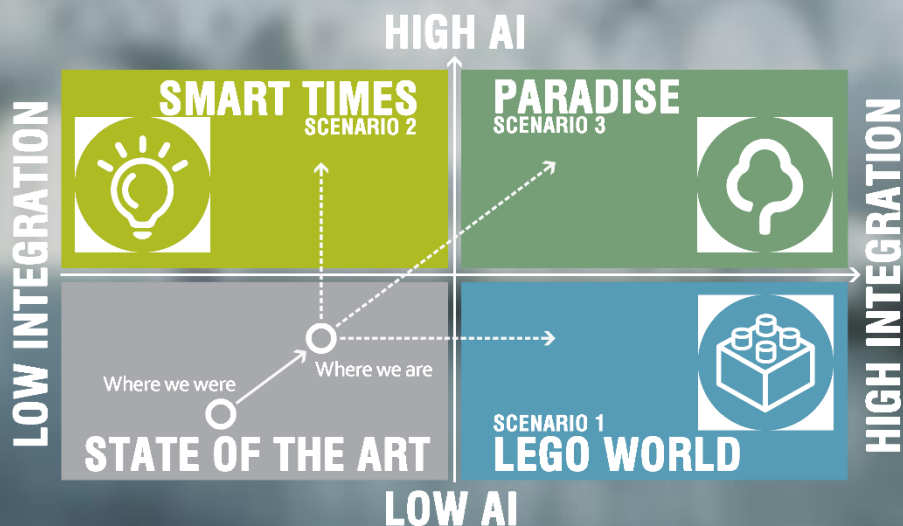 HIGH AI
SMART TIMES
SCENARIO 2
PARADISE
SCENARIO 3
LOW INTEGRATION
HIGH INTEGRATION
Where we were
Where we are
STATE OF THE ART
SCENARIO 1
LEGO WORLD
LOW AI